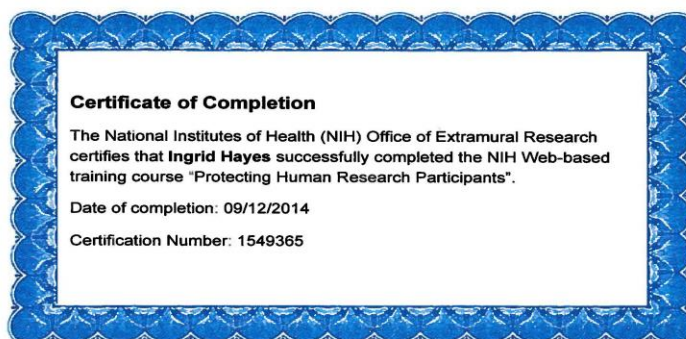 Certificate of Completion
The National Institutes of Health (NIH) Office of Extramural Research
certifies that Ingrid Hayes successfully completed the NIH Web-based
training course "Protecting Human Research Participants".
Date of completion: 09/12/2014
Certification Number: 1549365